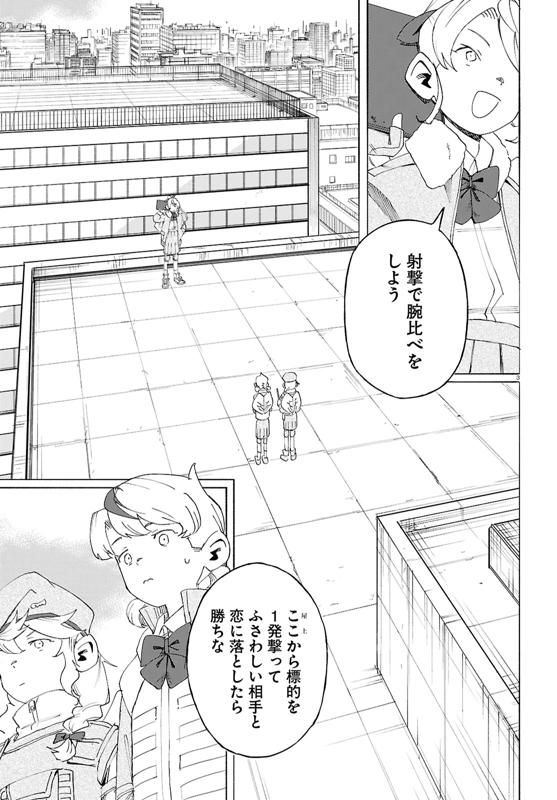 射撃で腕比べを
しよう
ここから標的を
屋上
1発撃って
ふさわしい相手と
恋に落としたら
勝ちな